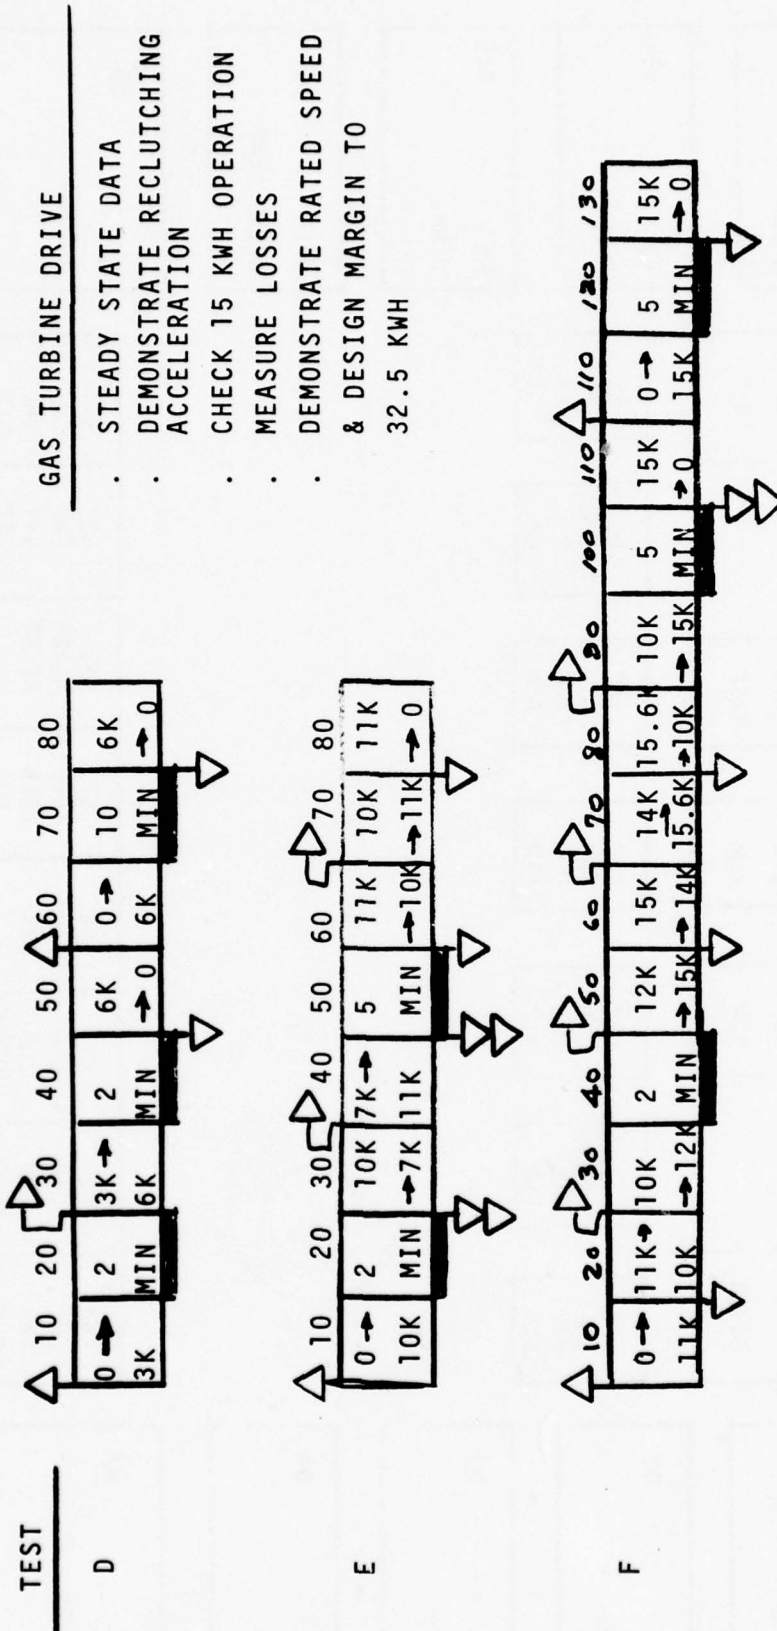 TEST
GAS TURBINE DRIVE
. STEADY STATE DATA
. DEMONSTRATE RECLUTCHING
ACCELERATION
. CHECK 15 KWH OPERATION
. MEASURE LOSSES
. DEMONSTRATE RATED SPEED
& DESIGN MARGIN TO
32.5 KWH
D
10 20 30 40 50 60 70 80
0→ 2 3K→ 2 6K 0→ 10 6K
3K MIN 6K MIN →0 6K MIN →0
E
10 20 30 40 50 60 70 80
0→ 2 10K 7K→ 5 11K 10K 11K
10K MIN →7K 11K MIN →10K →11K →0
F
10 20 30 40 50 60 70 80 80 100 110 110 120 130
0→ 11K→ 10K 2 12K 15K 14K 15.6K 10K 5 15K 0→ 5 15K
11K 10K →12K MIN →15K →14K →15.6K →10K →15K MIN →0 15K MIN →0